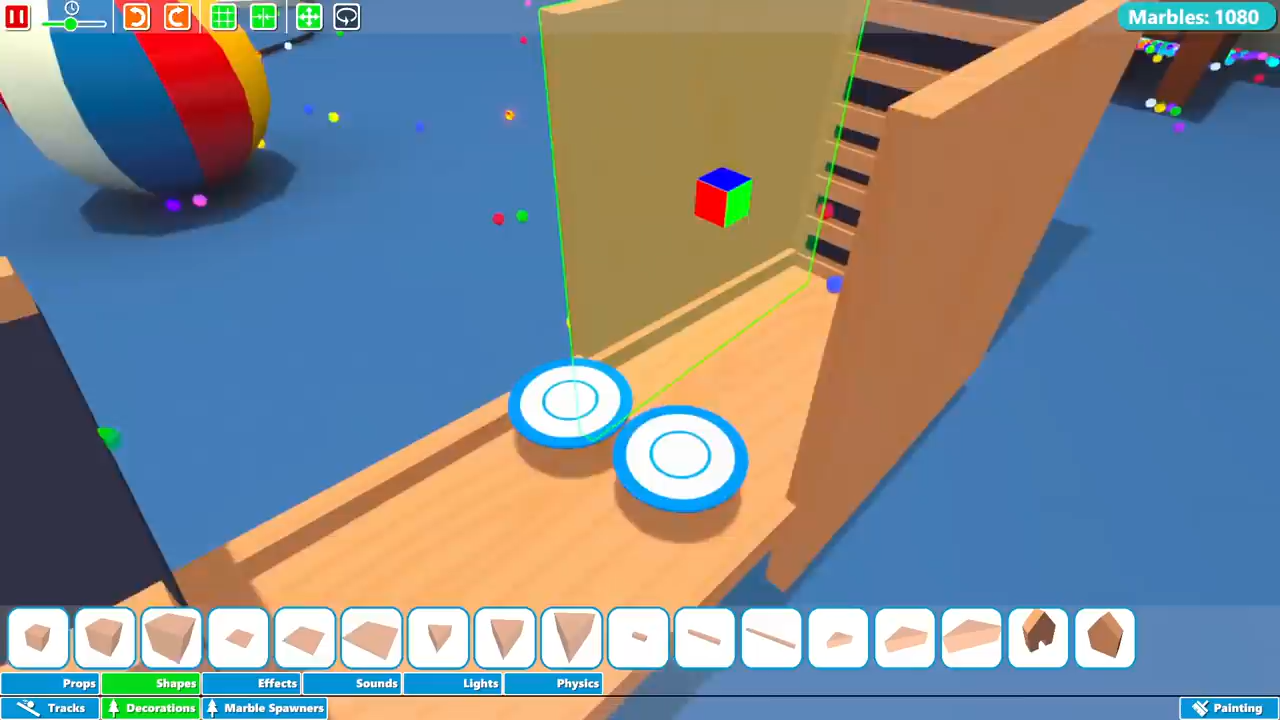 Marbles: 1080
Props Shapes Effects Sounds Lights Physics
Tracks Decorations Marble Spawners Painting